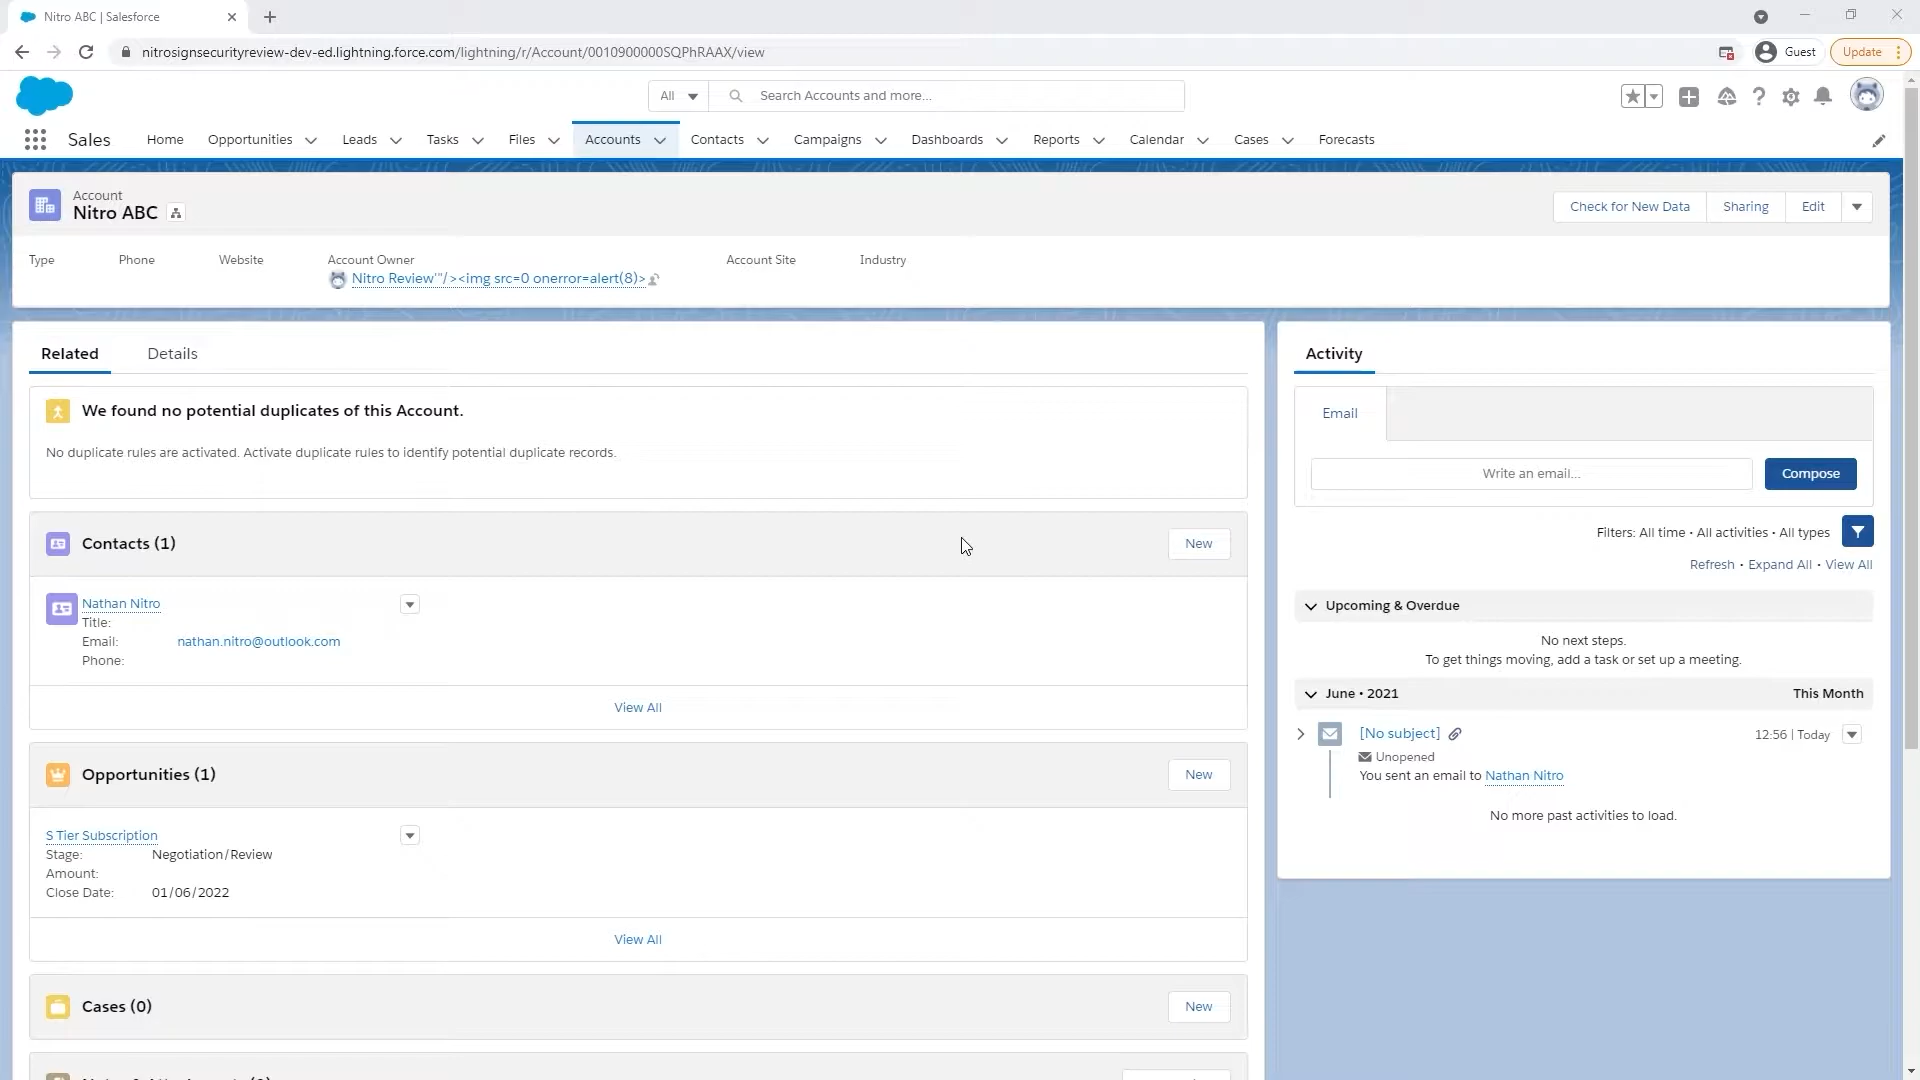 Nitro ABC | Salesforce
nitrosignsecurityreview-dev-ed.lightning.force.com/lightning/r/Account/0010900000SQPhRAAX/view
Guest
Update
All
Search Accounts and more...
Sales
Home
Opportunities
Leads
Tasks
Files
Accounts
Contacts
Campaigns
Dashboards
Reports
Calendar
Cases
Forecasts
Account
Nitro ABC
Check for New Data
Sharing
Edit
Type
Phone
Website
Account Owner
Account Site
Industry
Nitro Review'"/><img src=0 onerror=alert(8)>
Related
Details
We found no potential duplicates of this Account.
No duplicate rules are activated. Activate duplicate rules to identify potential duplicate records.
Contacts (1)
New
Nathan Nitro
Title:
Email: nathan.nitro@outlook.com
Phone:
View All
Opportunities (1)
New
S Tier Subscription
Stage: Negotiation/Review
Amount:
Close Date: 01/06/2022
View All
Cases (0)
New
Activity
Email
Write an email...
Compose
Filters: All time • All activities • All types
Refresh • Expand All • View All
Upcoming & Overdue
No next steps.
To get things moving, add a task or set up a meeting.
June • 2021
This Month
[No subject]
12:56 | Today
Unopened
You sent an email to Nathan Nitro
No more past activities to load.